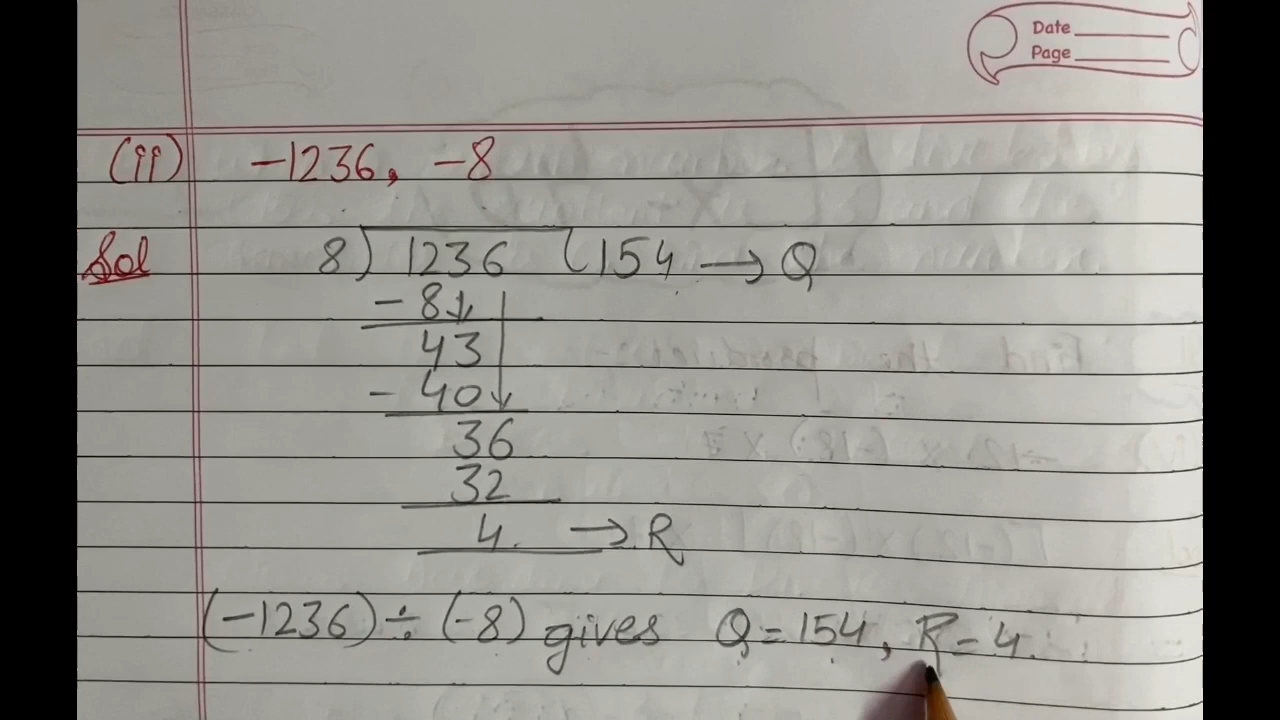 Date
Page
(ii) -1236, -8
Sol 8) 1236 (154 → Q
- 8↓
43
- 40↓
36
32
4. → R
(-1236) ÷ (-8) gives Q = 154, R = 4.